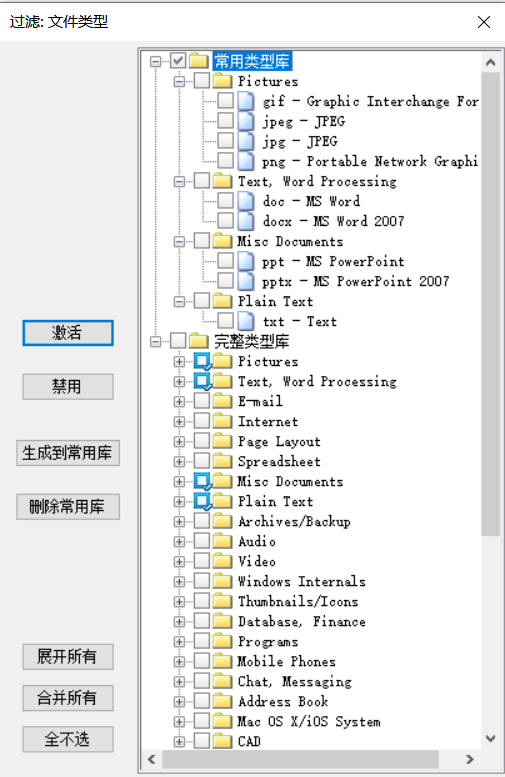 过滤: 文件类型
常用类型库
Pictures
gif - Graphic Interchange For
jpeg - JPEG
jpg - JPEG
png - Portable Network Graphi
Text, Word Processing
doc - MS Word
docx - MS Word 2007
Misc Documents
ppt - MS PowerPoint
pptx - MS PowerPoint 2007
Plain Text
txt - Text
完整类型库
Pictures
Text, Word Processing
E-mail
Internet
Page Layout
Spreadsheet
Misc Documents
Plain Text
Archives/Backup
Audio
Video
Windows Internals
Thumbnails/Icons
Database, Finance
Programs
Mobile Phones
Chat, Messaging
Address Book
Mac OS X/iOS System
CAD
激活
禁用
生成到常用库
删除常用库
展开所有
合并所有
全不选